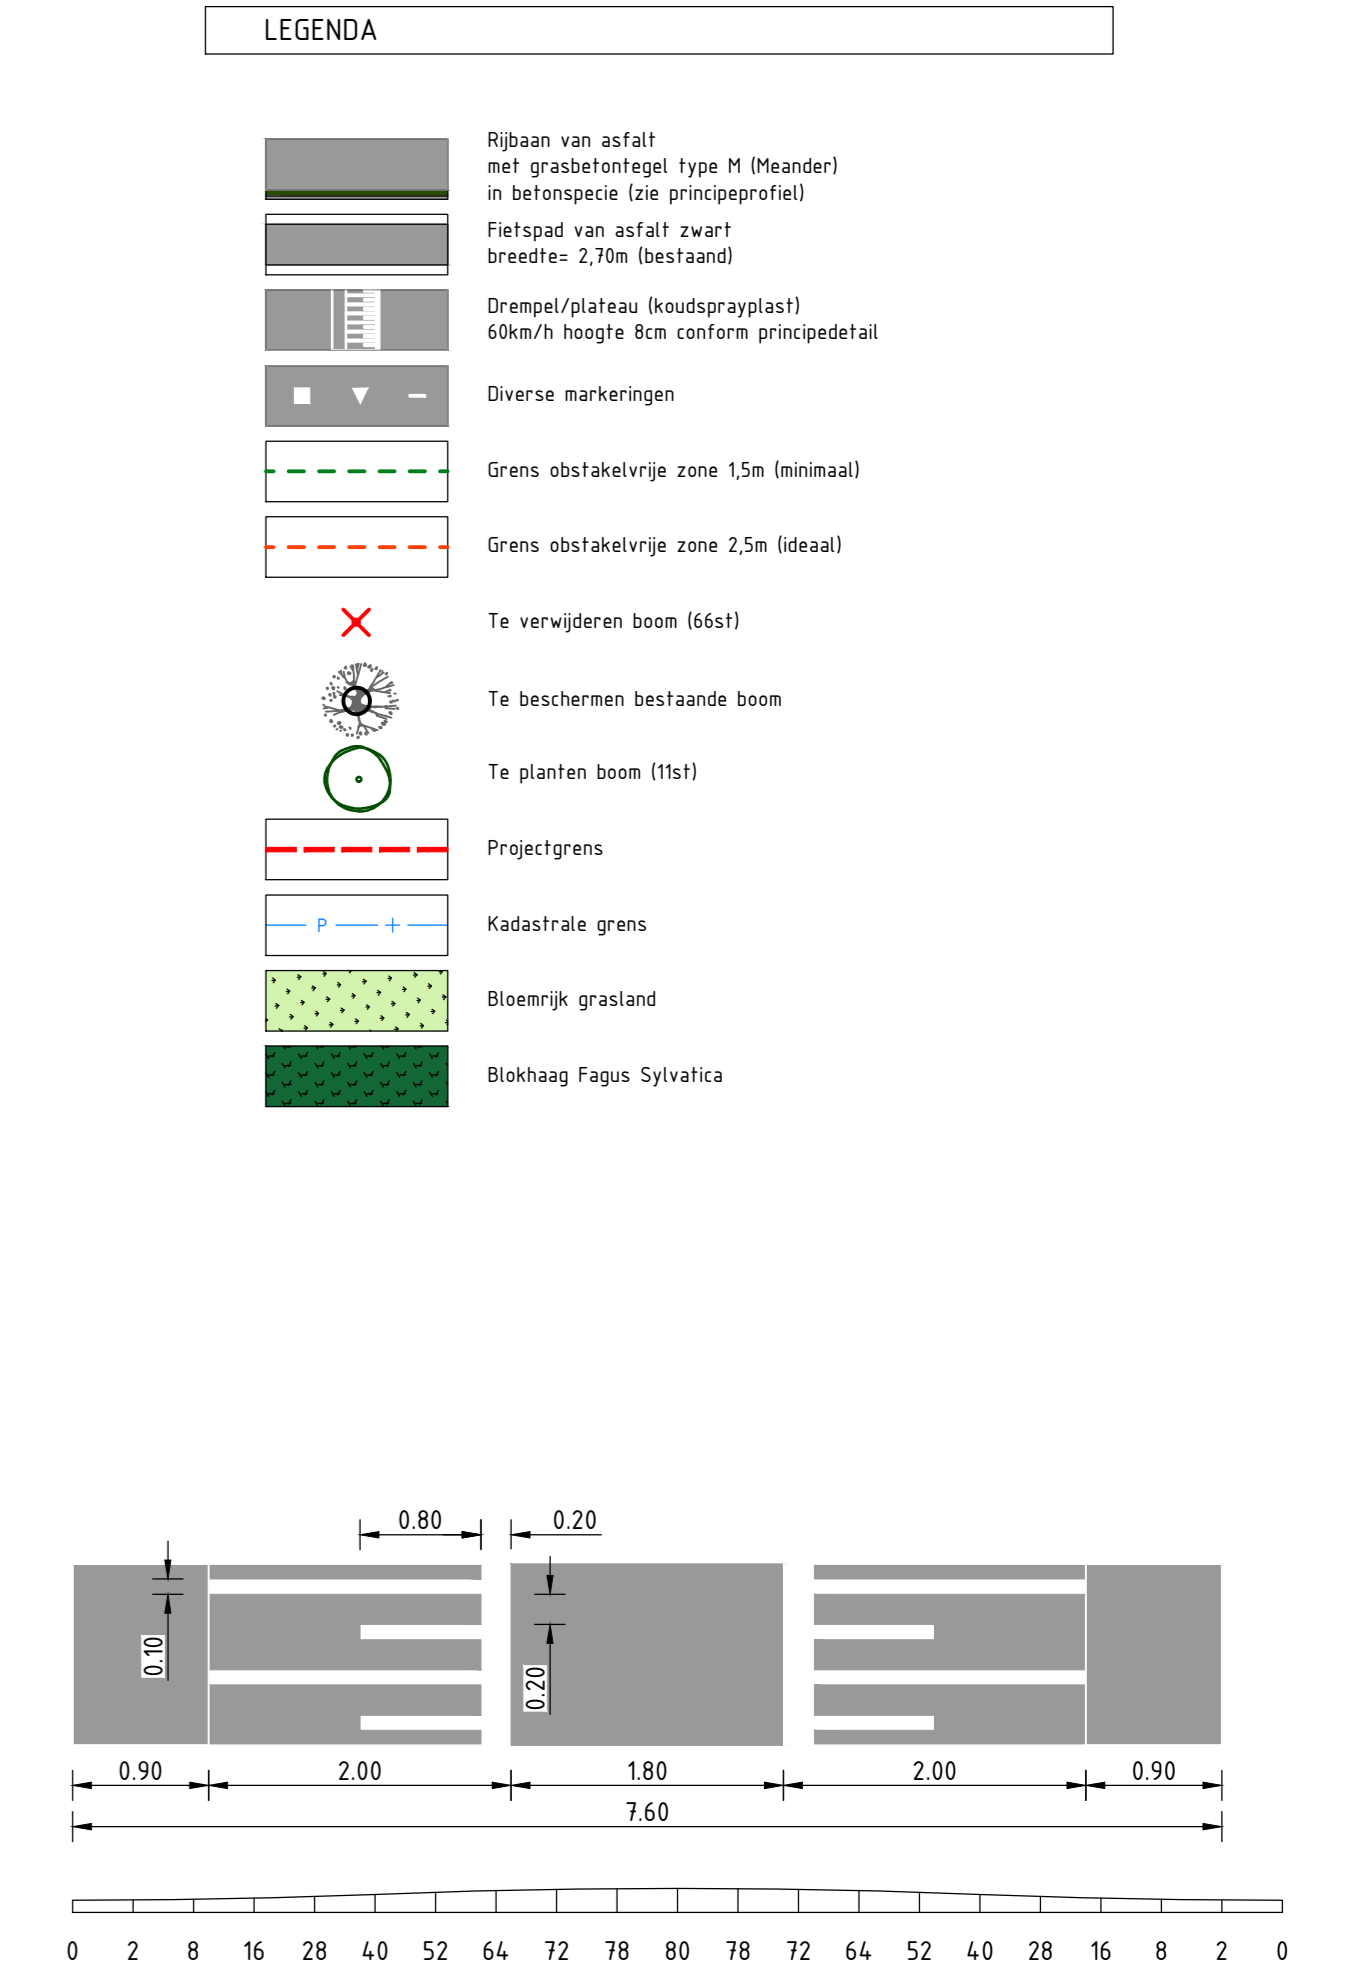 LEGENDA
Rijbaan van asfalt
met grasbetontegel type M (Meander)
in betonspecie (zie principeprofiel)
Fietspad van asfalt zwart
breedte= 2,70m (bestaand)
Drempel/plateau (koudsprayplast)
60km/h hoogte 8cm conform principedetail
Diverse markeringen
Grens obstakelvrije zone 1,5m (minimaal)
Grens obstakelvrije zone 2,5m (ideaal)
Te verwijderen boom (66st)
Te beschermen bestaande boom
Te planten boom (11st)
Projectgrens
P
Kadastrale grens
Bloemrijk grasland
Blokhaag Fagus Sylvatica
0.80 0.20
0.10
0.20
0.90 2.00 1.80 2.00 0.90
7.60
0 2 8 16 28 40 52 64 72 78 80 78 72 64 52 40 28 16 8 2 0